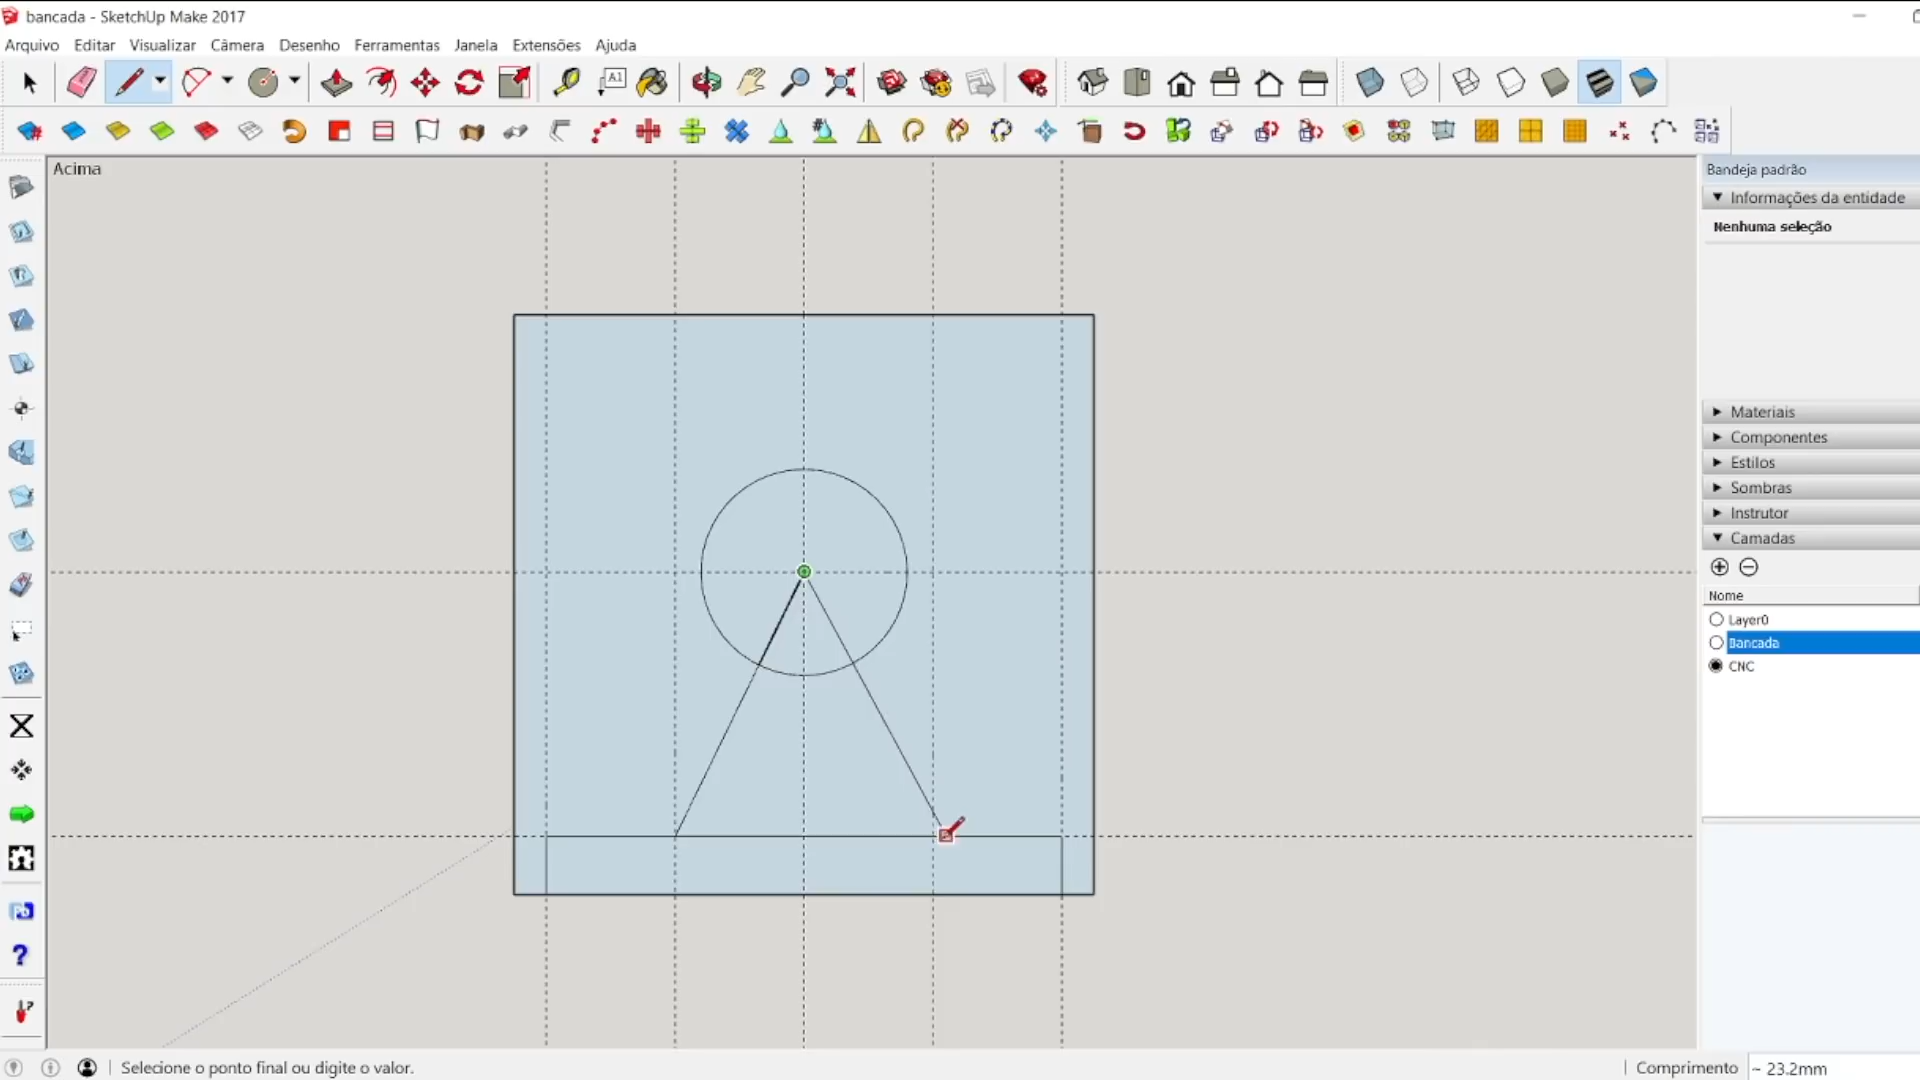 bancada - SketchUp Make 2017
Arquivo Editar Visualizar Câmera Desenho Ferramentas Janela Extensões Ajuda
A1
Acima
Bandeja padrão
Informações da entidade
Nenhuma seleção
Materiais
Componentes
Estilos
Sombras
Instrutor
Camadas
Nome
Layer0
Bancada
CNC
?
Selecione o ponto final ou digite o valor.
Comprimento ~ 23.2mm